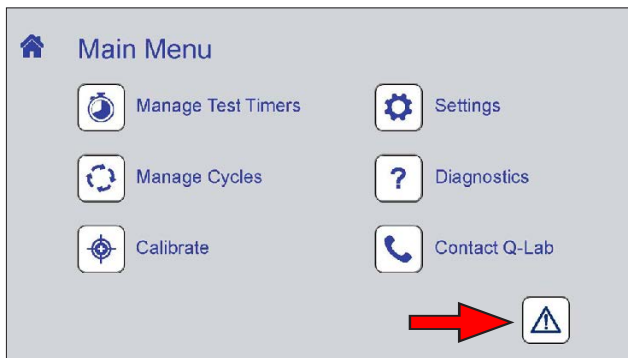 Main Menu
Manage Test Timers
Settings
Manage Cycles
? Diagnostics
Calibrate
Contact Q-Lab